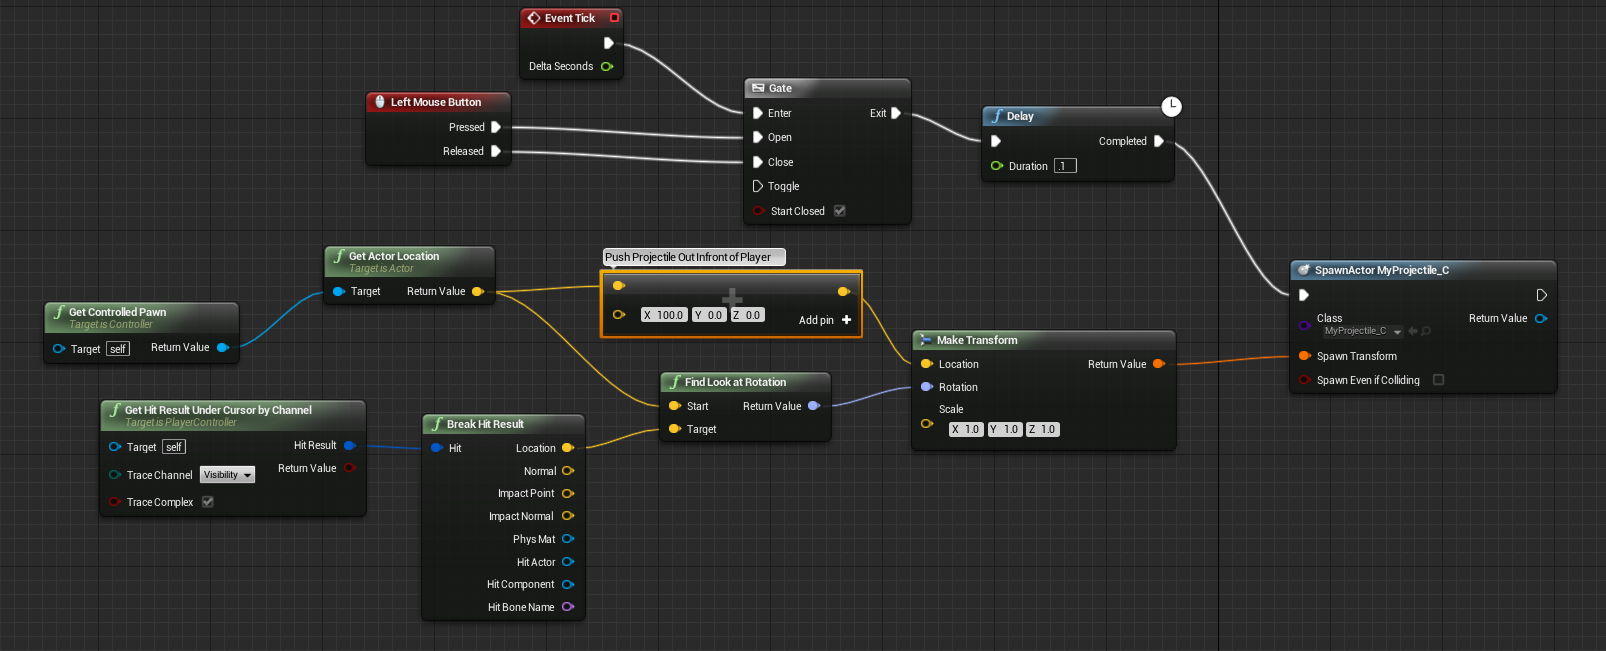 Event Tick
Delta Seconds
Left Mouse Button
Pressed
Released
Gate
Enter Exit
Open
Close
Toggle
Start Closed
Delay
Completed
Duration .1
Get Controlled Pawn
Target is Controller
Target self Return Value
Get Actor Location
Target is Actor
Target Return Value
Push Projectile Out Infront of Player
X 100.0 Y 0.0 Z 0.0
Add pin
Get Hit Result Under Cursor by Channel
Target is PlayerController
Target self Hit Result
Return Value
Trace Channel Visibility
Trace Complex
Break Hit Result
Hit Location
Normal
Impact Point
Impact Normal
Phys Mat
Hit Actor
Hit Component
Hit Bone Name
Find Look at Rotation
Start Return Value
Target
Make Transform
Location Return Value
Rotation
Scale
X 1.0 Y 1.0 Z 1.0
SpawnActor MyProjectile_C
Class Return Value
MyProjectile_C
Spawn Transform
Spawn Even if Colliding